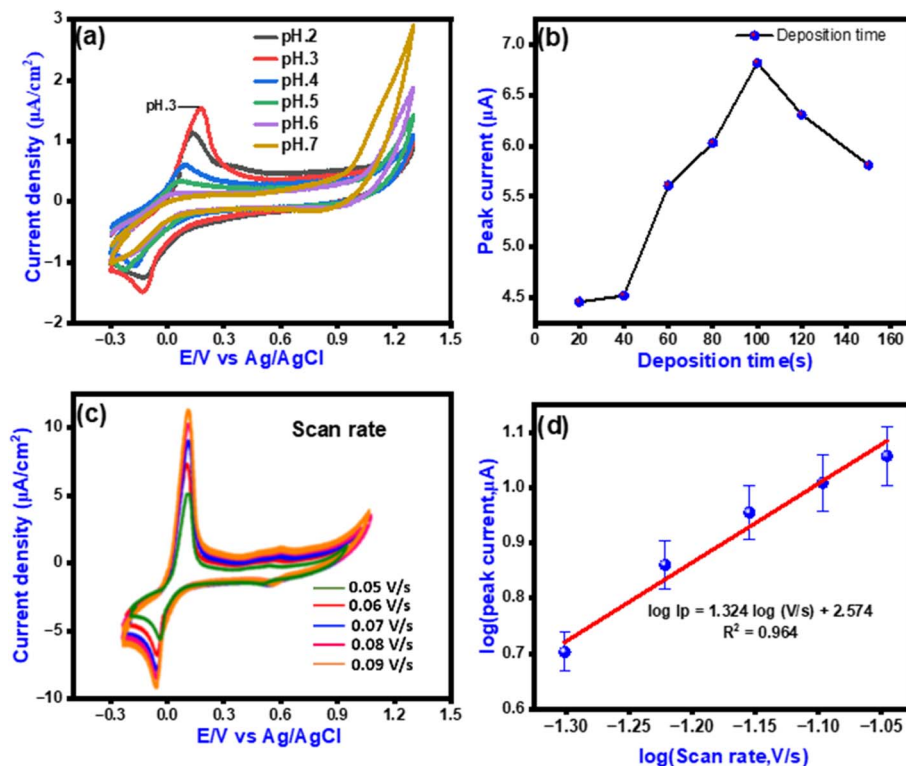 (a)
pH.2
pH.3
pH.4
pH.5
pH.6
pH.7
pH.3
3
2
1
0
−1
−2
Current density (μA/cm²)
−0.3 0.0 0.3 0.6 0.9 1.2 1.5
E/V vs Ag/AgCl
(b)
Deposition time
7.0
6.5
6.0
5.5
5.0
4.5
Peak current (μA)
0 20 40 60 80 100 120 140 160
Deposition time(s)
(c)
Scan rate
10
5
0
−5
−10
Current density (μA/cm²)
0.05 V/s
0.06 V/s
0.07 V/s
0.08 V/s
0.09 V/s
−0.3 0.0 0.3 0.6 0.9 1.2 1.5
E/V vs Ag/AgCl
(d)
1.1
1.0
0.9
0.8
0.7
0.6
log(peak current,μA)
log Ip = 1.324 log (V/s) + 2.574
R² = 0.964
−1.30 −1.25 −1.20 −1.15 −1.10 −1.05
log(Scan rate,V/s)